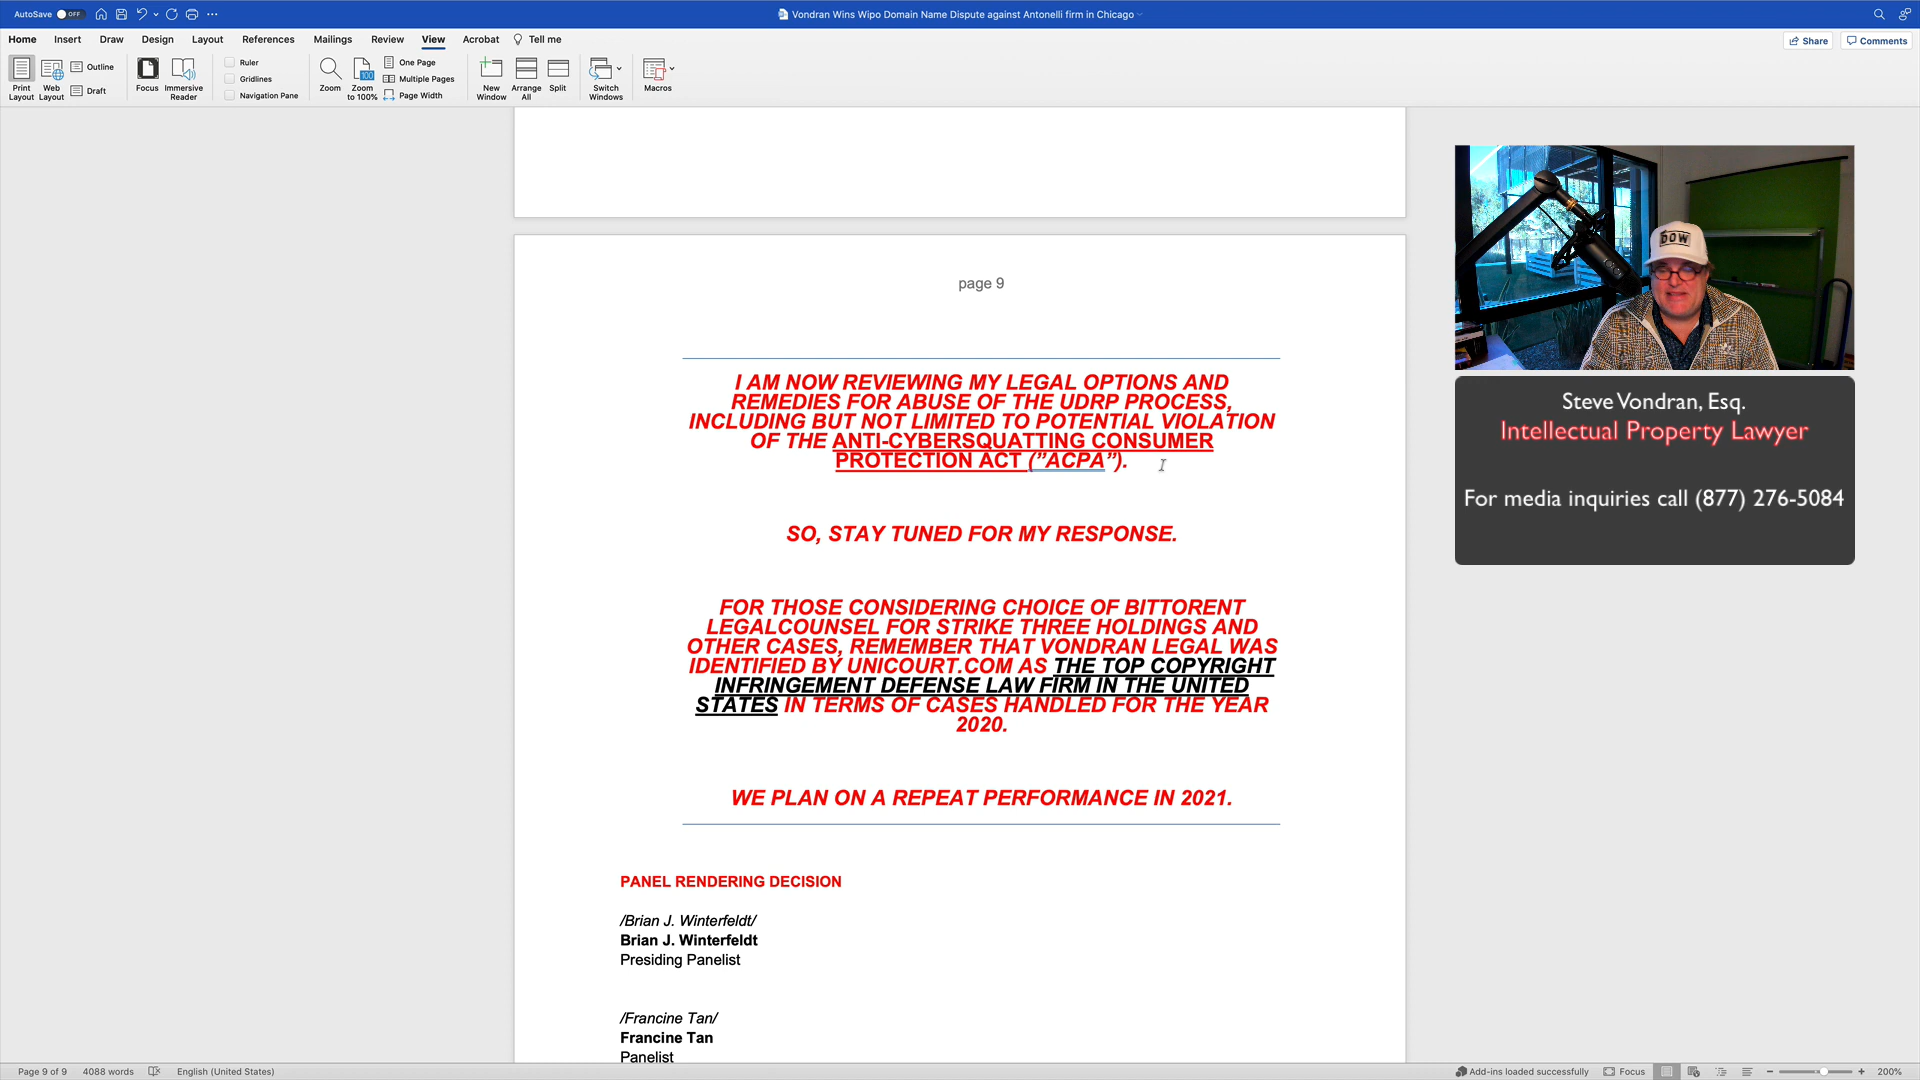 AutoSave OFF
Vondran Wins Wipo Domain Name Dispute against Antonelli firm in Chicago
Home Insert Draw Design Layout References Mailings Review View Acrobat Tell me
Share Comments
Print Layout
Web Layout
Outline
Draft
Focus
Immersive Reader
Ruler
Gridlines
Navigation Pane
Zoom
100
Zoom to 100%
One Page
Multiple Pages
Page Width
New Window
Arrange All
Split
Switch Windows
Macros
page 9
I AM NOW REVIEWING MY LEGAL OPTIONS AND
REMEDIES FOR ABUSE OF THE UDRP PROCESS,
INCLUDING BUT NOT LIMITED TO POTENTIAL VIOLATION
OF THE ANTI-CYBERSQUATTING CONSUMER
PROTECTION ACT ("ACPA").
SO, STAY TUNED FOR MY RESPONSE.
FOR THOSE CONSIDERING CHOICE OF BITTORENT
LEGALCOUNSEL FOR STRIKE THREE HOLDINGS AND
OTHER CASES, REMEMBER THAT VONDRAN LEGAL WAS
IDENTIFIED BY UNICOURT.COM AS THE TOP COPYRIGHT
INFRINGEMENT DEFENSE LAW FIRM IN THE UNITED
STATES IN TERMS OF CASES HANDLED FOR THE YEAR
2020.
WE PLAN ON A REPEAT PERFORMANCE IN 2021.
PANEL RENDERING DECISION
/Brian J. Winterfeldt/
Brian J. Winterfeldt
Presiding Panelist
/Francine Tan/
Francine Tan
Panelist
DOW
Steve Vondran, Esq.
Intellectual Property Lawyer
For media inquiries call (877) 276-5084
Page 9 of 9 4088 words English (United States)
Add-ins loaded successfully Focus 200%